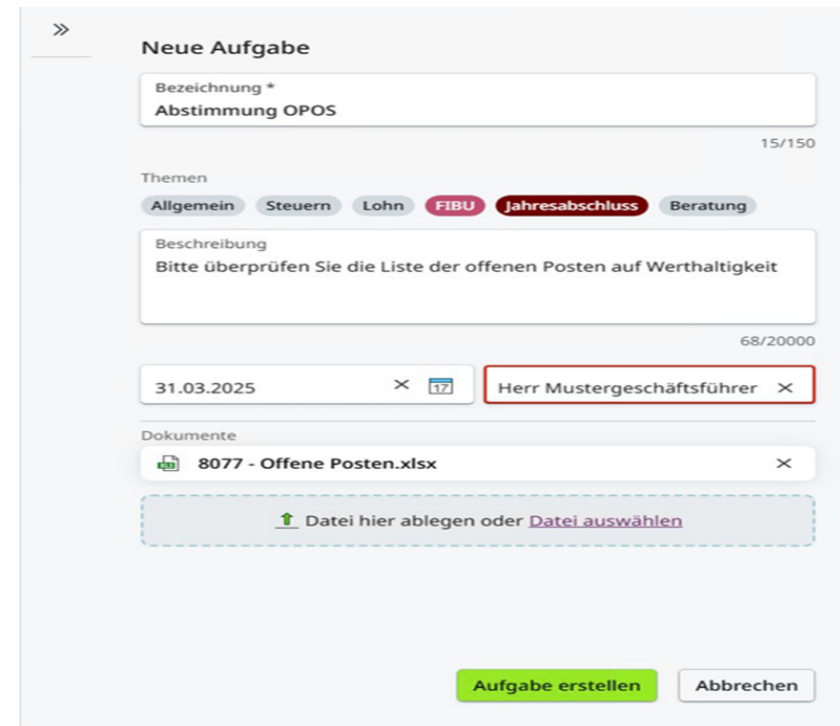 Neue Aufgabe
Bezeichnung *
Abstimmung OPOS
15/150
Themen
Allgemein Steuern Lohn FIBU Jahresabschluss Beratung
Beschreibung
Bitte überprüfen Sie die Liste der offenen Posten auf Werthaltigkeit
68/20000
31.03.2025 17 Herr Mustergeschäftsführer
Dokumente
8077 - Offene Posten.xlsx
Datei hier ablegen oder Datei auswählen
Aufgabe erstellen Abbrechen